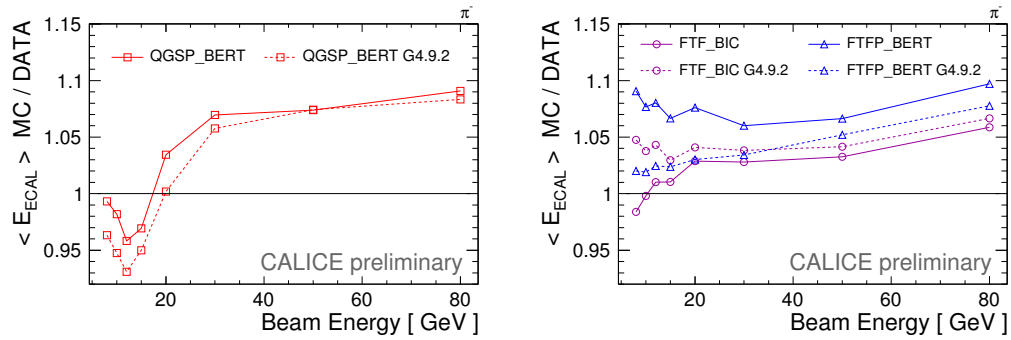 π-
1.15
QGSP_BERT QGSP_BERT G4.9.2
1.1
1.05
1
0.95
CALICE preliminary
20 40 60 80
Beam Energy [ GeV ]
< E_ECAL > MC / DATA
π-
1.15
FTF_BIC FTFP_BERT
FTF_BIC G4.9.2 FTFP_BERT G4.9.2
1.1
1.05
1
0.95
CALICE preliminary
20 40 60 80
Beam Energy [ GeV ]
< E_ECAL > MC / DATA